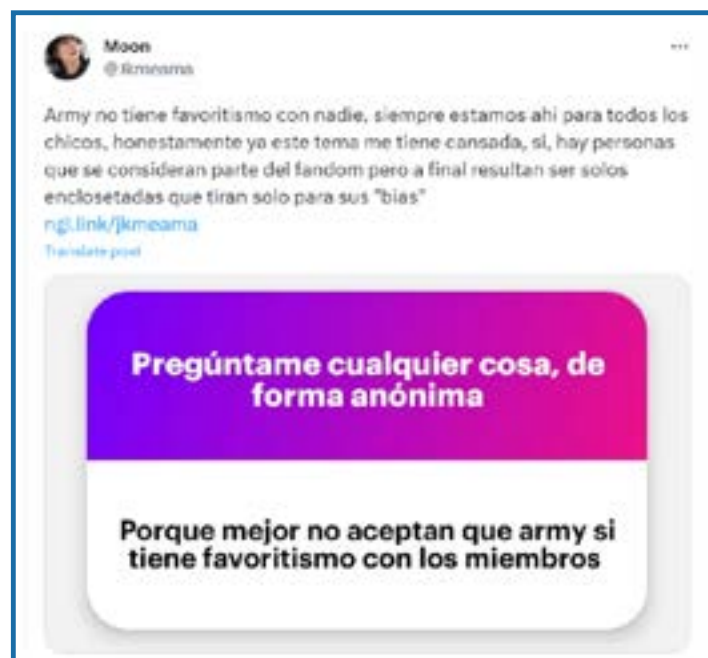 Moon
@jkmeama
Army no tiene favoritismo con nadie, siempre estamos ahi para todos los
chicos, honestamente ya este tema me tiene cansada, si, hay personas
que se consideran parte del fandom pero a final resultan ser solos
enclosetadas que tiran solo para sus "bias"
ngl.link/jkmeama
Translate post
Pregúntame cualquier cosa, de
forma anónima
Porque mejor no aceptan que army si
tiene favoritismo con los miembros